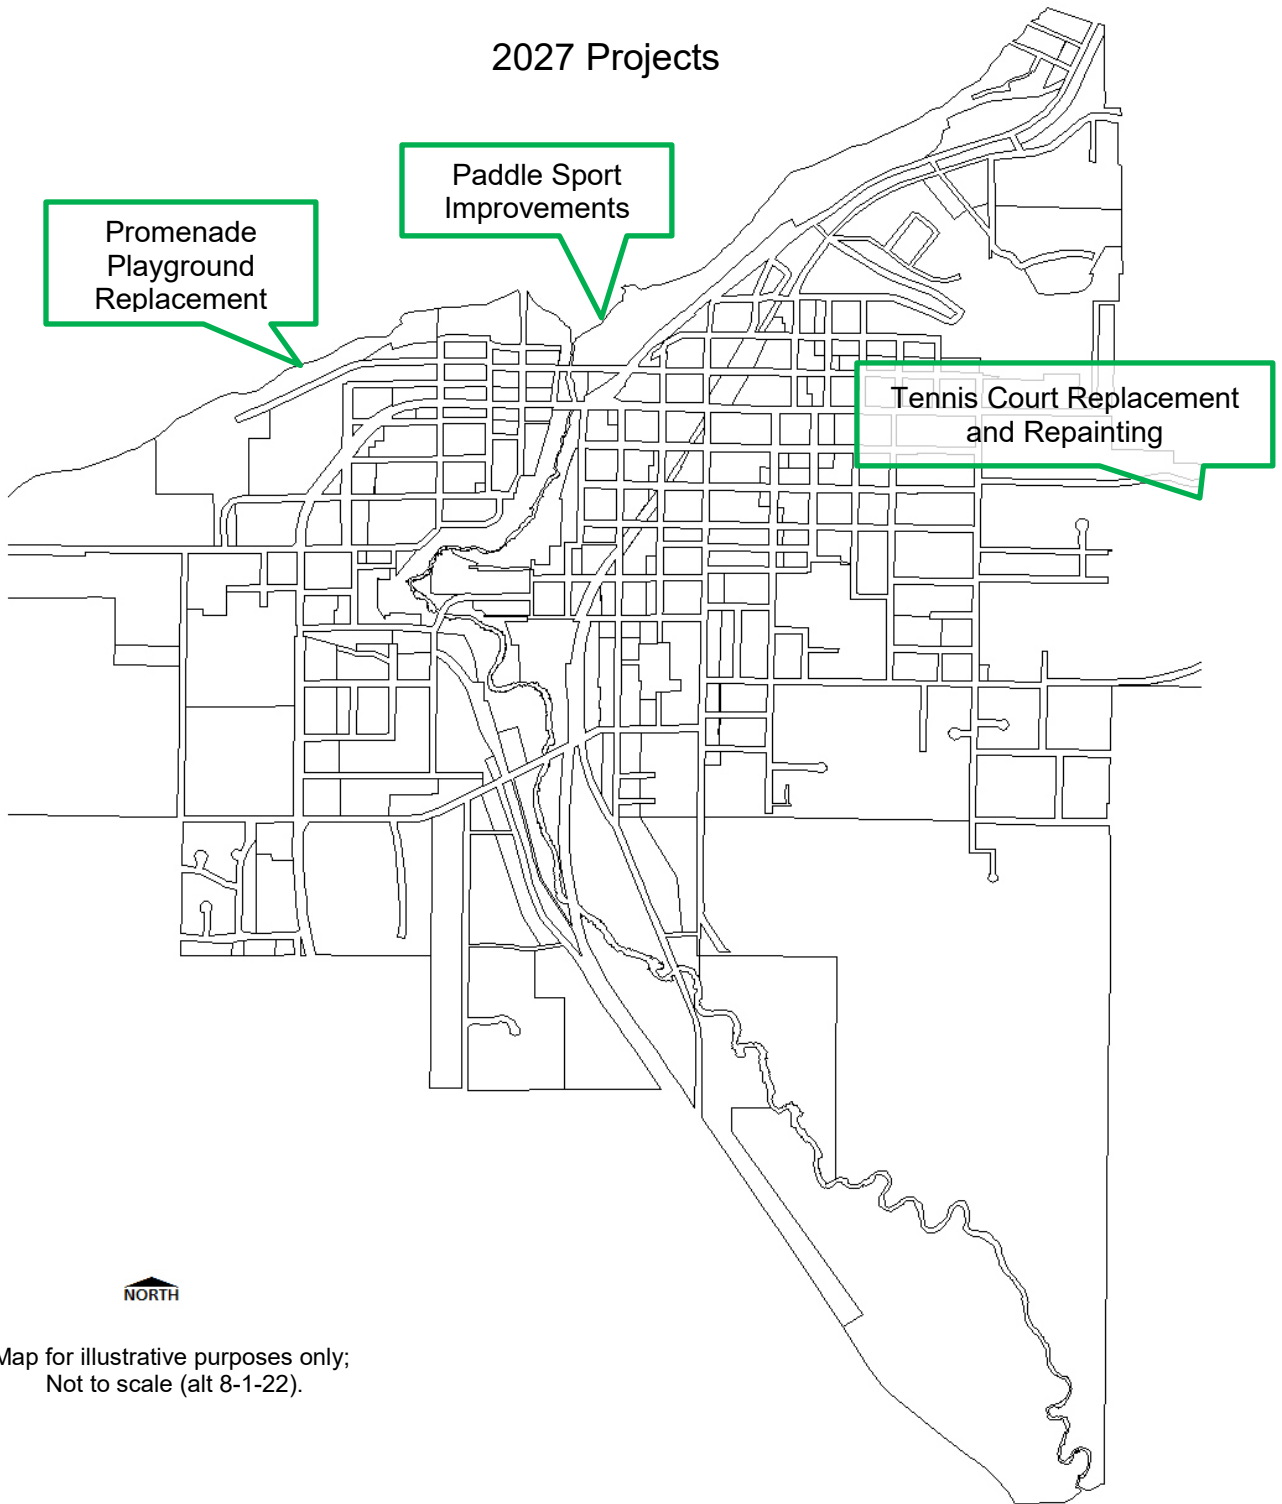 2027 Projects
Paddle Sport
Improvements
Promenade
Playground
Replacement
Tennis Court Replacement
and Repainting
NORTH
Map for illustrative purposes only;
Not to scale (alt 8-1-22).